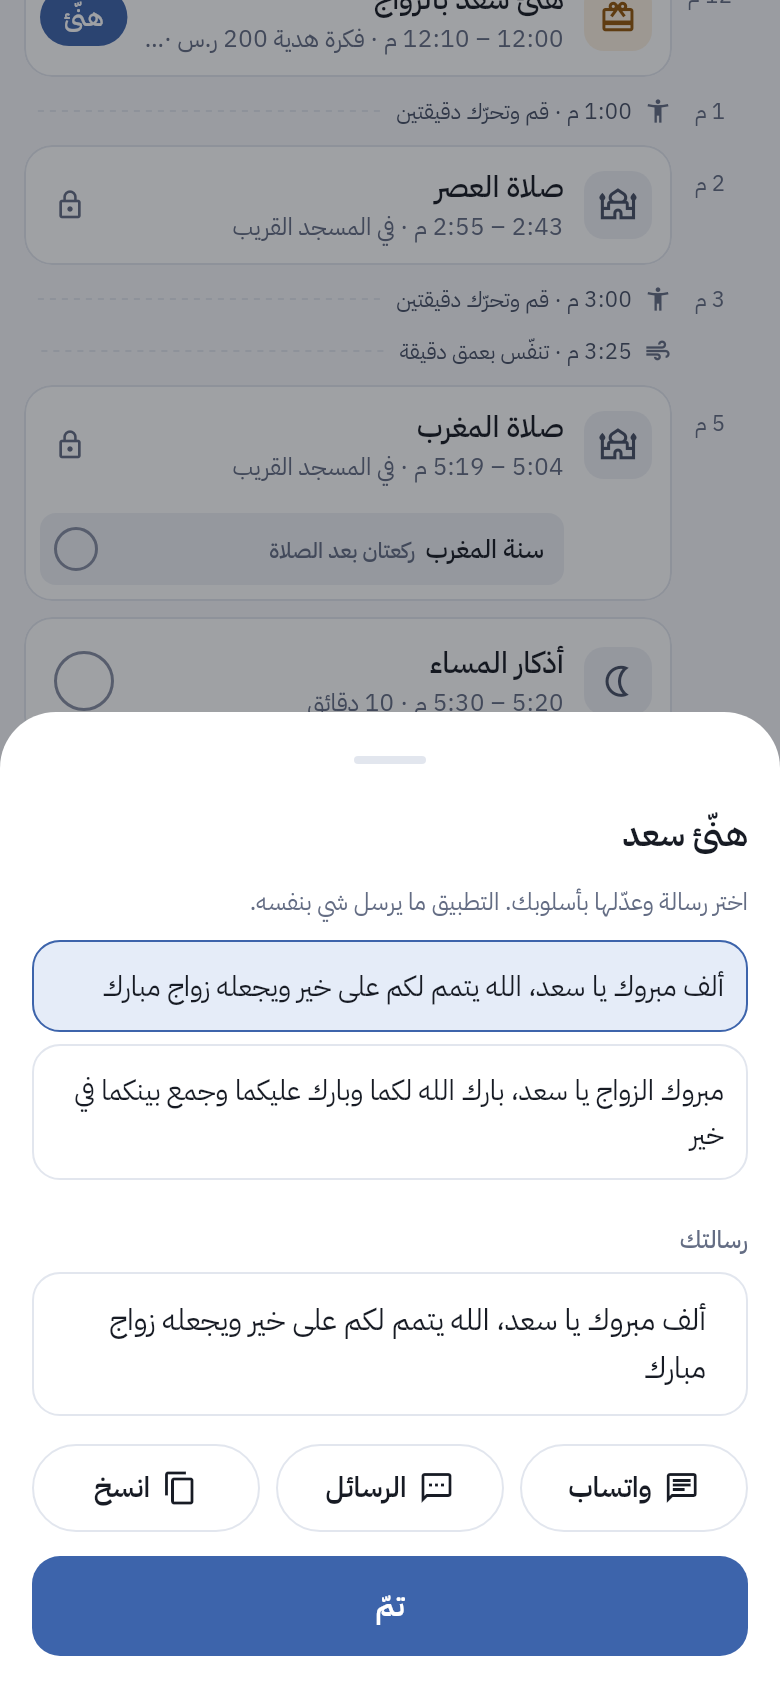 12 م
هنّئ سعد بالزواج
12:00 – 12:10 م · فكرة هدية 200 ر.س ·...
هنّئ
1 م
1:00 م · قم وتحرّك دقيقتين
2 م
صلاة العصر
2:43 – 2:55 م · في المسجد القريب
3 م
3:00 م · قم وتحرّك دقيقتين
3:25 م · تنفّس بعمق دقيقة
5 م
صلاة المغرب
5:04 – 5:19 م · في المسجد القريب
سنة المغرب ركعتان بعد الصلاة
أذكار المساء
5:20 – 5:30 م · 10 دقائق
هنّئ سعد
اختر رسالة وعدّلها بأسلوبك. التطبيق ما يرسل شي بنفسه.
ألف مبروك يا سعد، الله يتمم لكم على خير ويجعله زواج مبارك
مبروك الزواج يا سعد، بارك الله لكما وبارك عليكما وجمع بينكما في
خير
رسالتك
ألف مبروك يا سعد، الله يتمم لكم على خير ويجعله زواج
مبارك
واتساب
الرسائل
انسخ
تمّ